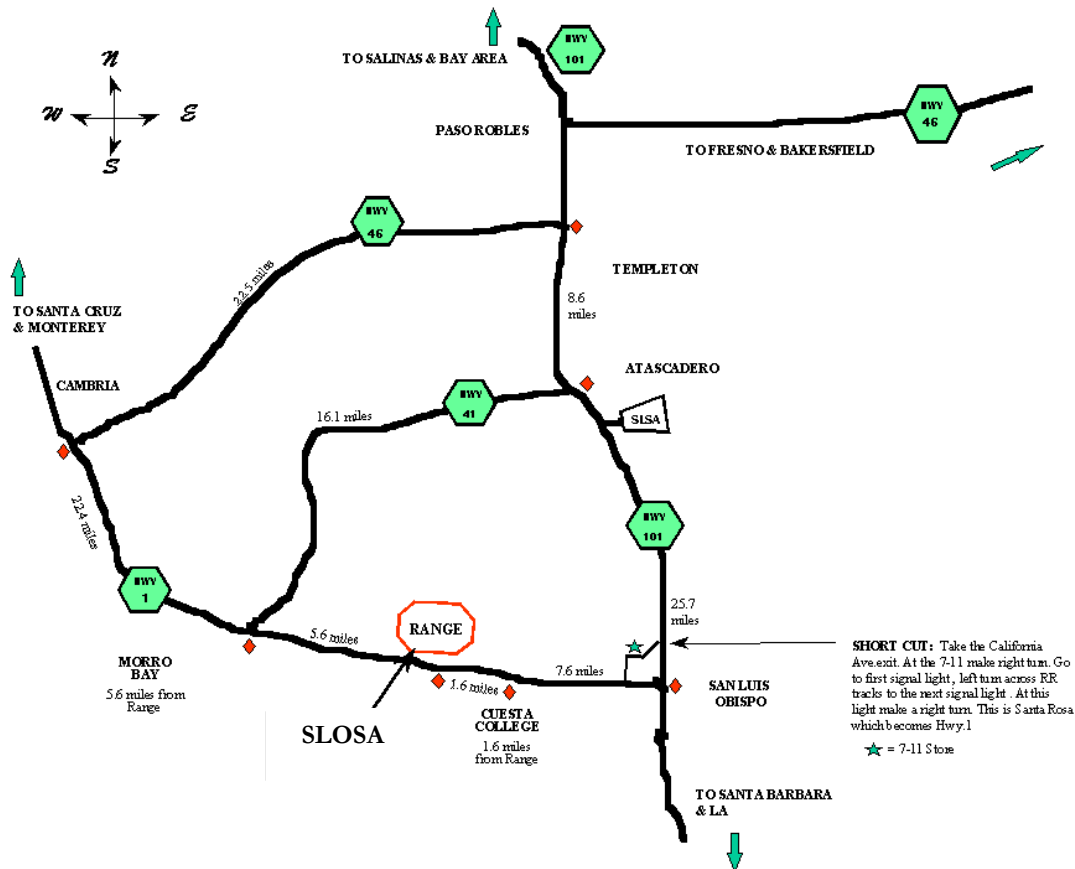 HWY
101
TO SALINAS & BAY AREA
N
W
E
S
PASO ROBLES
HWY
46
TO FRESNO & BAKERSFIELD
HWY
46
22.5 miles
TEMPLETON
TO SANTA CRUZ
& MONTEREY
8.6
miles
CAMBRIA
ATASCADERO
HWY
41
16.1 miles
SLSA
22.4 miles
HWY
101
HWY
1
25.7
miles
RANGE
5.6 miles
MORRO
BAY
5.6 miles from
Range
7.6 miles
1.6 miles
SLOSA
CUESTA
COLLEGE
1.6 miles
from Range
SAN LUIS
OBISPO
SHORT CUT: Take the California
Ave.exit. At the 7-11 make right turn. Go
to first signal light, left turn across RR
tracks to the next signal light . At this
light make a right turn. This is Santa Rosa
which becomes Hwy.1
= 7-11 Store
TO SANTA BARBARA
& LA